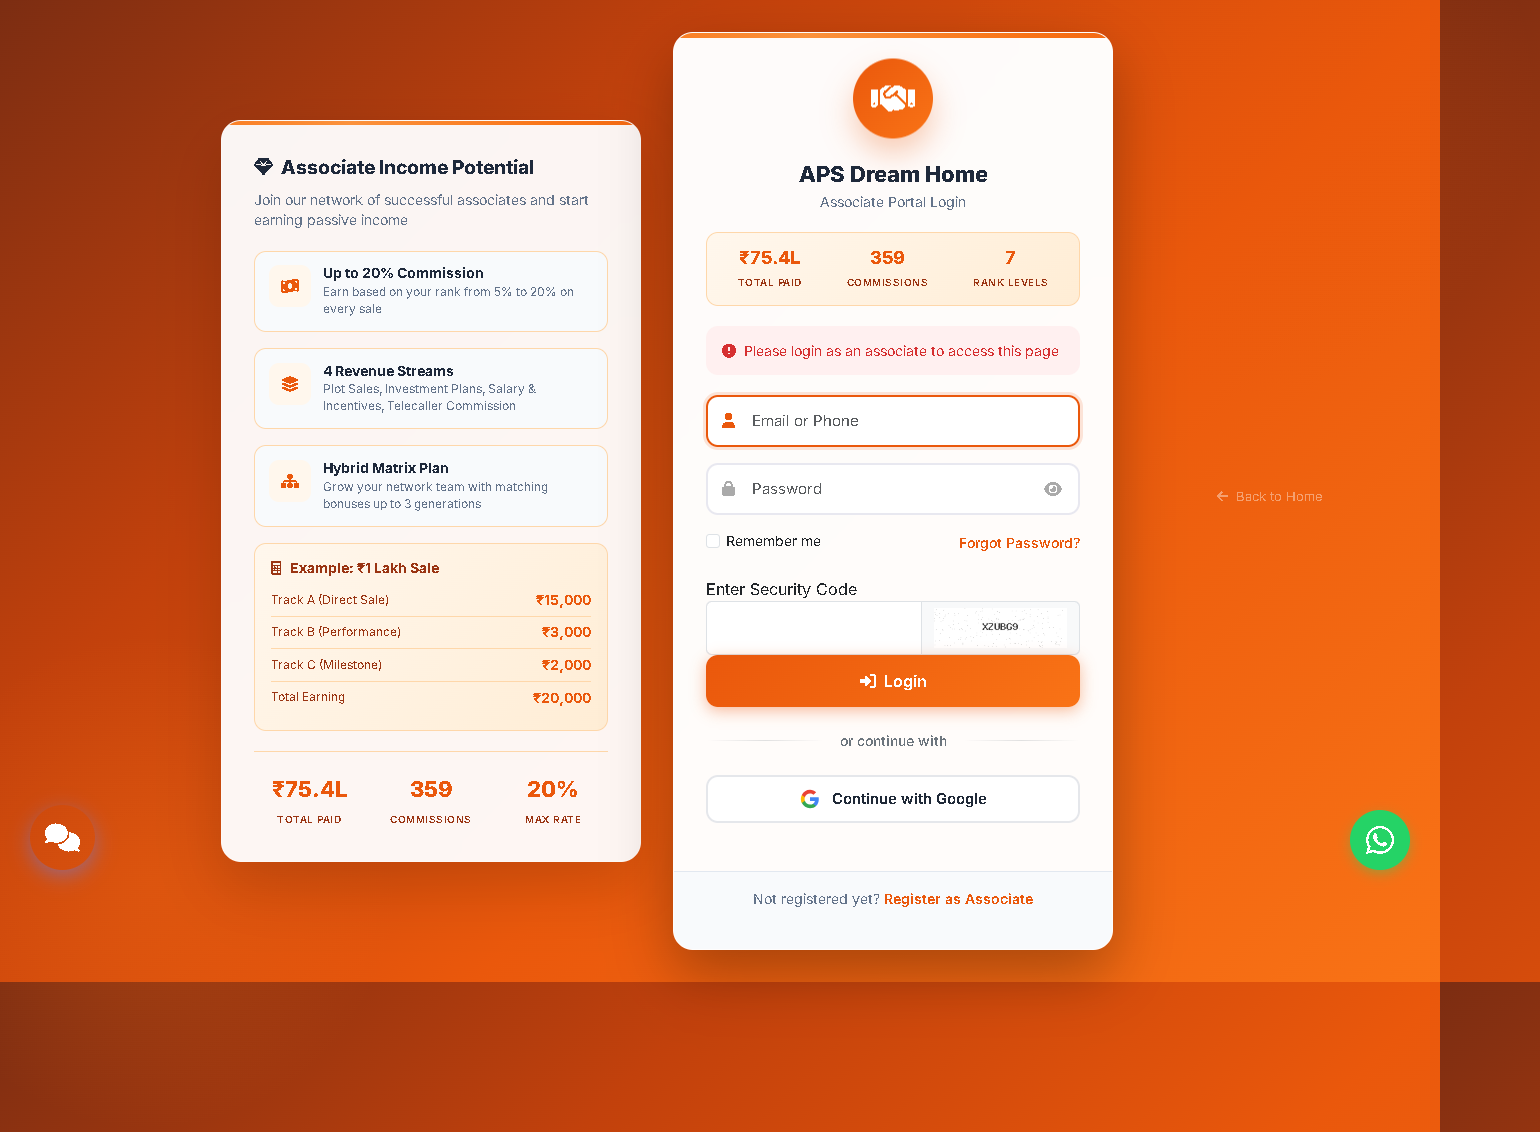 Associate Income Potential
Join our network of successful associates and start
earning passive income
Up to 20% Commission
Earn based on your rank from 5% to 20% on
every sale
4 Revenue Streams
Plot Sales, Investment Plans, Salary &
Incentives, Telecaller Commission
Hybrid Matrix Plan
Grow your network team with matching
bonuses up to 3 generations
Example: ₹1 Lakh Sale
Track A (Direct Sale) ₹15,000
Track B (Performance) ₹3,000
Track C (Milestone) ₹2,000
Total Earning ₹20,000
₹75.4L 359 20%
TOTAL PAID COMMISSIONS MAX RATE
APS Dream Home
Associate Portal Login
₹75.4L 359 7
TOTAL PAID COMMISSIONS RANK LEVELS
Please login as an associate to access this page
Email or Phone
Password
Remember me Forgot Password?
Enter Security Code
XZUBG9
Login
or continue with
Continue with Google
Not registered yet? Register as Associate
Back to Home